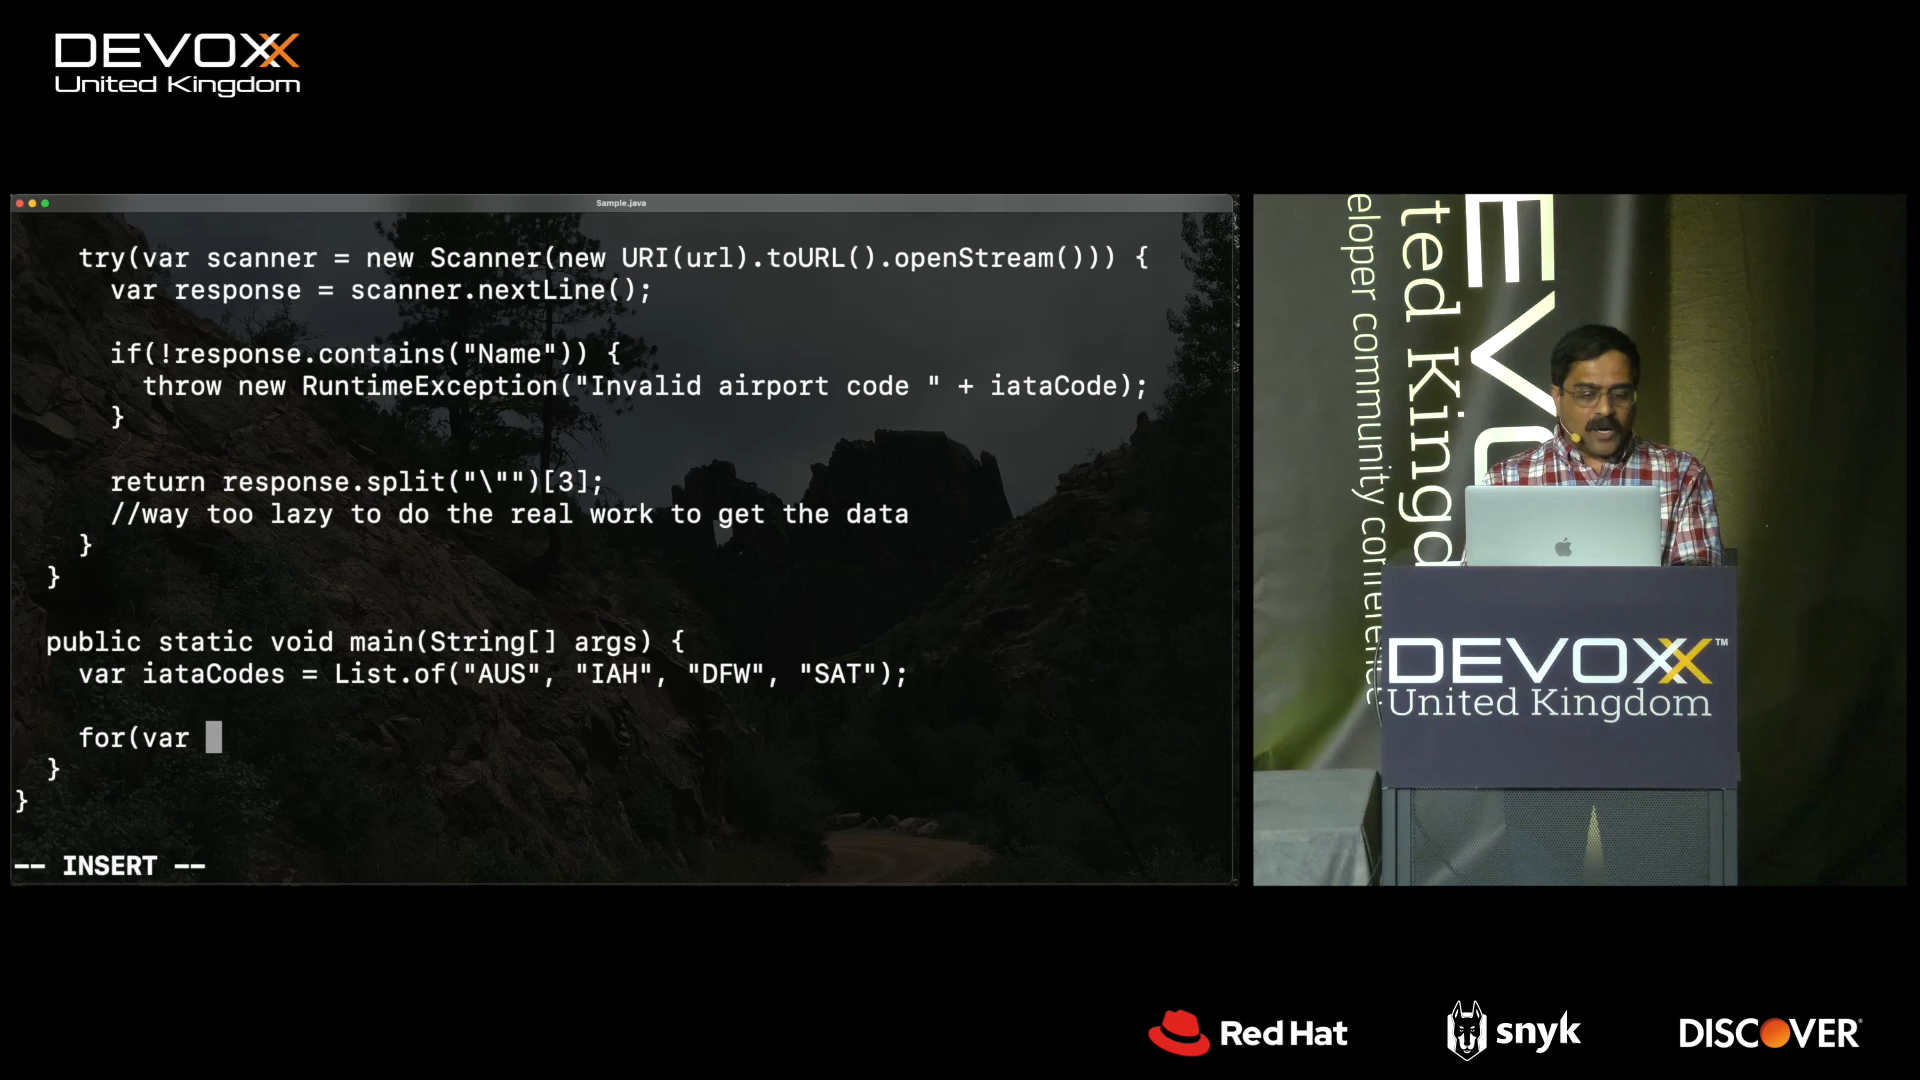 DEVOXX
United Kingdom
Sample.java
try(var scanner = new Scanner(new URI(url).toURL().openStream())) {
var response = scanner.nextLine();
if(!response.contains("Name")) {
throw new RuntimeException("Invalid airport code " + iataCode);
}
return response.split("\"")[3];
//way too lazy to do the real work to get the data
}
}
public static void main(String[] args) {
var iataCodes = List.of("AUS", "IAH", "DFW", "SAT");
for(var
}
}
-- INSERT --
ted Kingd
community
DEVOXX™
United Kingdom
Red Hat
snyk
DISCOVER